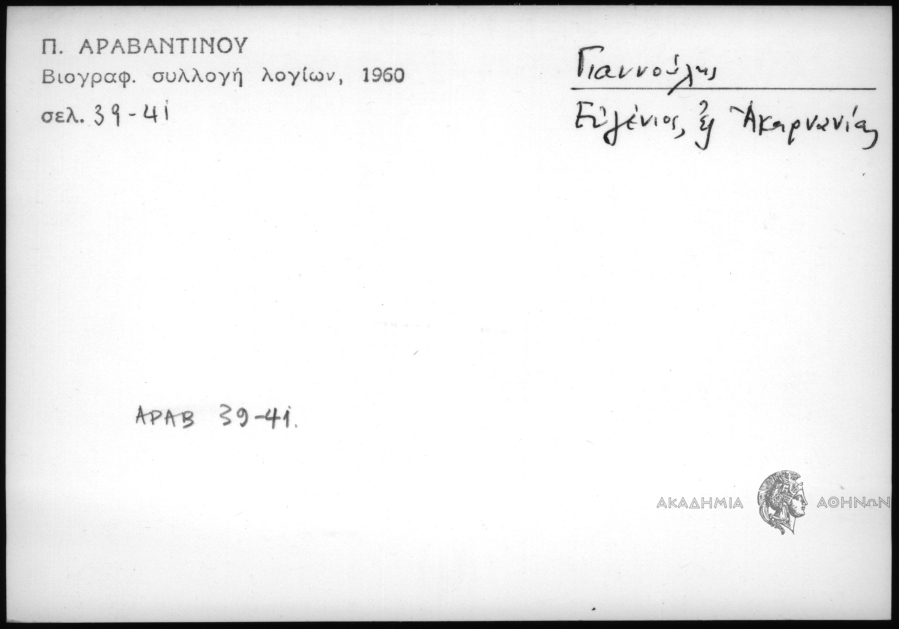 Π. ΑΡΑΒΑΝΤΙΝΟΥ
Βιογραφ. συλλογή λογίων, 1960
σελ. 39-41
Γιαννούλης
Εὐγένιος, ἐξ Ἀκαρνανίας
ΑΡΑΒ 39-41.
ΑΚΑΔΗΜΙΑ ΑΘΗΝΩΝ